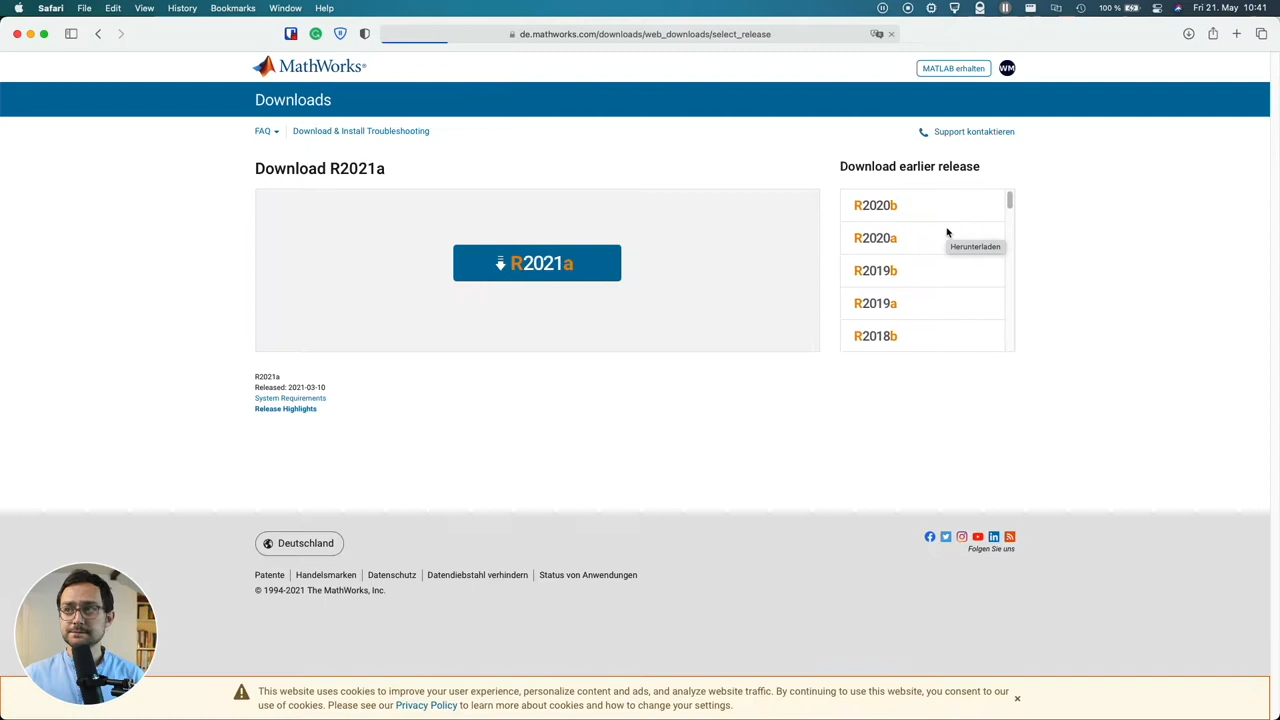 Safari File Edit View History Bookmarks Window Help
Mon 10. May 10:41
de.mathworks.com/downloads/web_downloads/select_release
MathWorks®
MATLAB erhalten
WM
Downloads
FAQ
Download & Install Troubleshooting
Support kontaktieren
Download R2021a
Download earlier release
R2021a
R2020b
R2020a
Herunterladen
R2019b
R2019a
R2018b
R2021a
Released: 2021-03-10
System Requirements
Release Highlights
Deutschland
Folgen Sie uns
Patente
Handelsmarken
Datenschutz
Datendiebstahl verhindern
Status von Anwendungen
© 1994-2021 The MathWorks, Inc.
This website uses cookies to improve your user experience, personalize content and ads, and analyze website traffic. By continuing to use this website, you consent to our
use of cookies. Please see our Privacy Policy to learn more about cookies and how to change your settings.